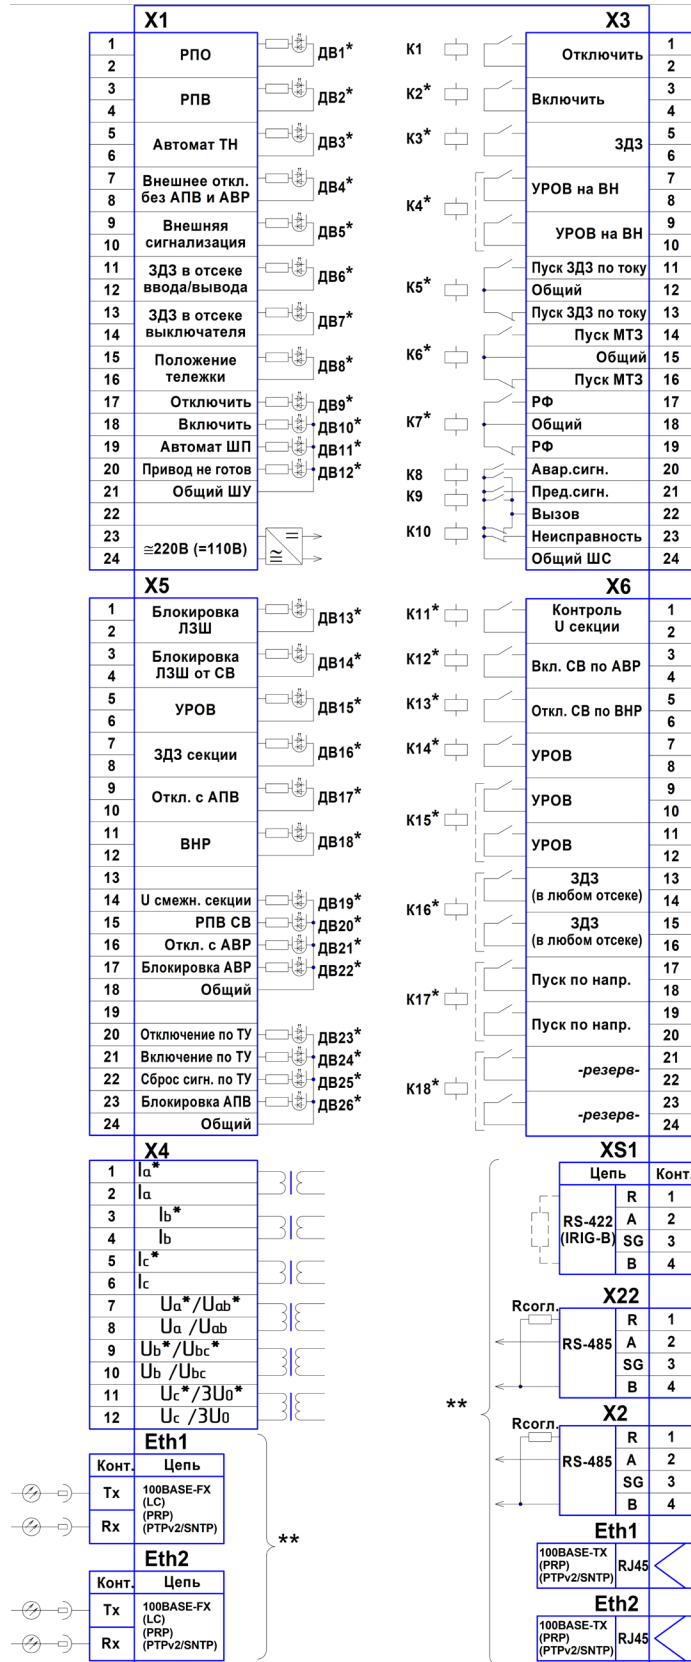 X1
1
РПО
ДВ1*
2
3
РПВ
ДВ2*
4
5
Автомат ТН
ДВ3*
6
7
Внешнее откл.
без АПВ и АВР
ДВ4*
8
9
Внешняя
сигнализация
ДВ5*
10
11
ЗДЗ в отсеке
ввода/вывода
ДВ6*
12
13
ЗДЗ в отсеке
выключателя
ДВ7*
14
15
Положение
тележки
ДВ8*
16
17 Отключить ДВ9*
18 Включить ДВ10*
19 Автомат ШП ДВ11*
20 Привод не готов ДВ12*
21 Общий ШУ
22
23
≅220В (=110В)
=
≅
24
X3
К1
Отключить
1
2
К2*
Включить
3
4
К3*
ЗДЗ
5
6
К4*
УРОВ на ВН
7
8
УРОВ на ВН
9
10
К5*
Пуск ЗДЗ по току 11
Общий 12
Пуск ЗДЗ по току 13
К6*
Пуск МТЗ 14
Общий 15
Пуск МТЗ 16
К7*
РФ 17
Общий 18
РФ 19
К8 Авар.сигн. 20
К9 Пред.сигн. 21
Вызов 22
К10 Неисправность 23
Общий ШС 24
X5
1
Блокировка
ЛЗШ
ДВ13*
2
3
Блокировка
ЛЗШ от СВ
ДВ14*
4
5
УРОВ
ДВ15*
6
7
ЗДЗ секции
ДВ16*
8
9
Откл. с АПВ
ДВ17*
10
11
ВНР
ДВ18*
12
13
14 U смежн. секции ДВ19*
15 РПВ СВ ДВ20*
16 Откл. с АВР ДВ21*
17 Блокировка АВР ДВ22*
18 Общий
19
20 Отключение по ТУ ДВ23*
21 Включение по ТУ ДВ24*
22 Сброс сигн. по ТУ ДВ25*
23 Блокировка АПВ ДВ26*
24 Общий
X6
К11*
Контроль
U секции
1
2
К12*
Вкл. СВ по АВР
3
4
К13*
Откл. СВ по ВНР
5
6
К14*
УРОВ
7
8
К15*
УРОВ
9
10
УРОВ
11
12
К16*
ЗДЗ
(в любом отсеке)
13
14
ЗДЗ
(в любом отсеке)
15
16
К17*
Пуск по напр.
17
18
Пуск по напр.
19
20
К18*
-резерв-
21
22
-резерв-
23
24
X4
1 Ia*
2 Ia
3 Ib*
4 Ib
5 Ic*
6 Ic
7 Ua*/Uab*
8 Ua /Uab
9 Ub*/Ubc*
10 Ub /Ubc
11 Uc*/3U0*
12 Uc /3U0
Eth1
Конт. Цепь
Tx
Rx
100BASE-FX
(LC)
(PRP)
(PTPv2/SNTP)
Eth2
Конт. Цепь
Tx
Rx
100BASE-FX
(LC)
(PRP)
(PTPv2/SNTP)
**
XS1
Цепь Конт.
RS-422
(IRIG-B)
R 1
A 2
SG 3
B 4
X22
Rсогл.
RS-485
R 1
A 2
SG 3
B 4
**
X2
Rсогл.
RS-485
R 1
A 2
SG 3
B 4
Eth1
100BASE-TX
(PRP)
(PTPv2/SNTP)
RJ45
Eth2
100BASE-TX
(PRP)
(PTPv2/SNTP)
RJ45